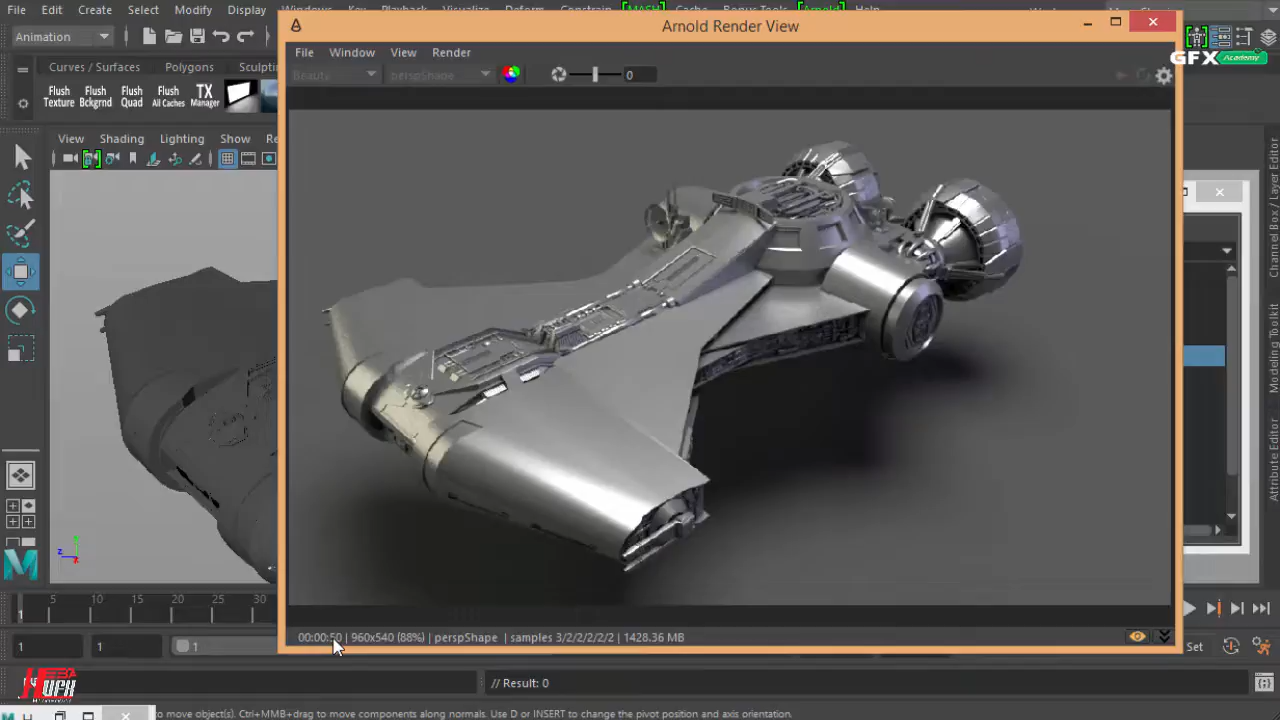 File Edit Create Select Modify
Arnold Render View
Animation
File Window View Render
Curves / Surfaces Polygons
Beauty perspShape 0
GFX Academy
Flush Texture
Flush Bckgrnd
Flush Quad
Flush All Caches
TX Manager
View Shading Lighting Show
Channel Box / Layer Editor
Modeling Toolkit
Attribute Editor
1 5 10 15 20 25 30
00:00:50 | 960x540 (88%) | perspShape | samples 3/2/2/2/2/2 | 1428.36 MB
1 1 1
Set
// Result: 0
to move object(s). Ctrl+MMB+drag to move components along normals. Use D or INSERT to change the pivot position and axis orientation.